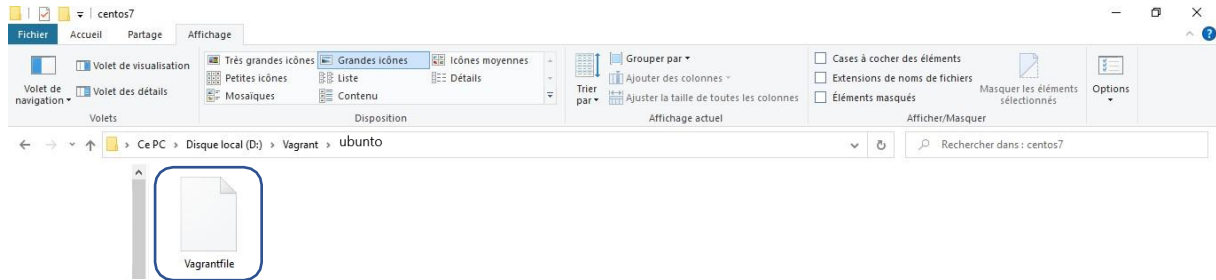 centos7
Fichier Accueil Partage Affichage
Volet de navigation
Volet de visualisation
Volet des détails
Volets
Très grandes icônes Grandes icônes Icônes moyennes
Petites icônes Liste Détails
Mosaïques Contenu
Disposition
Trier par
Grouper par
Ajouter des colonnes
Ajuster la taille de toutes les colonnes
Affichage actuel
Cases à cocher des éléments
Extensions de noms de fichiers
Éléments masqués
Masquer les éléments sélectionnés
Afficher/Masquer
Options
Ce PC › Disque local (D:) › Vagrant › ubunto
Rechercher dans : centos7
Vagrantfile